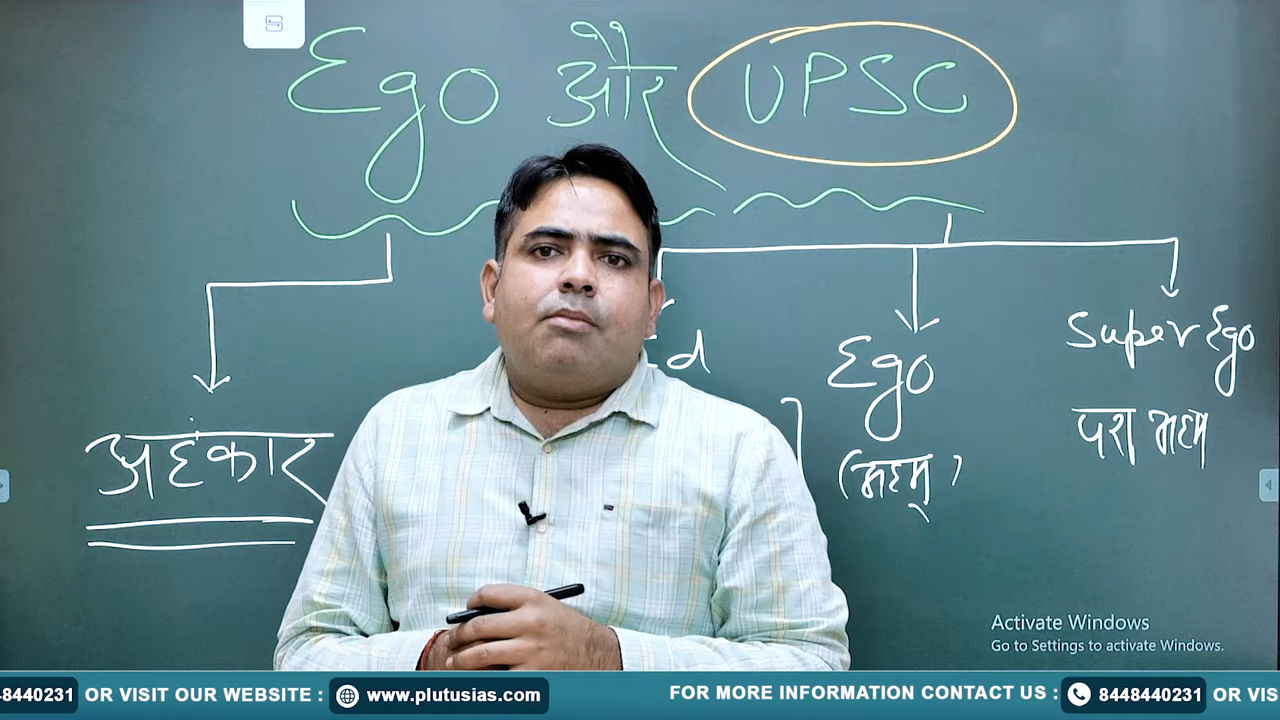 Ego और UPSC
Id
Ego
Super Ego
अहंकार
(अहम्)
परा अहम
Activate Windows
Go to Settings to activate Windows.
8440231 OR VISIT OUR WEBSITE : www.plutusias.com FOR MORE INFORMATION CONTACT US : 8448440231 OR VIS